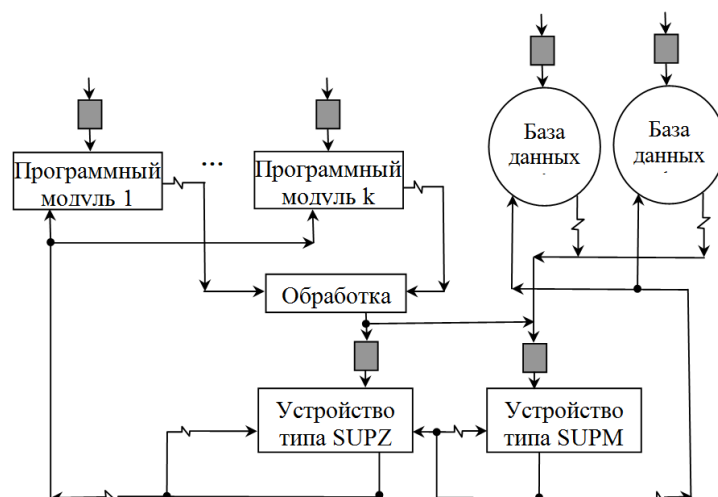 База
данных
База
данных
Программный
модуль 1
...
Программный
модуль k
Обработка
Устройство
типа SUPZ
Устройство
типа SUPM